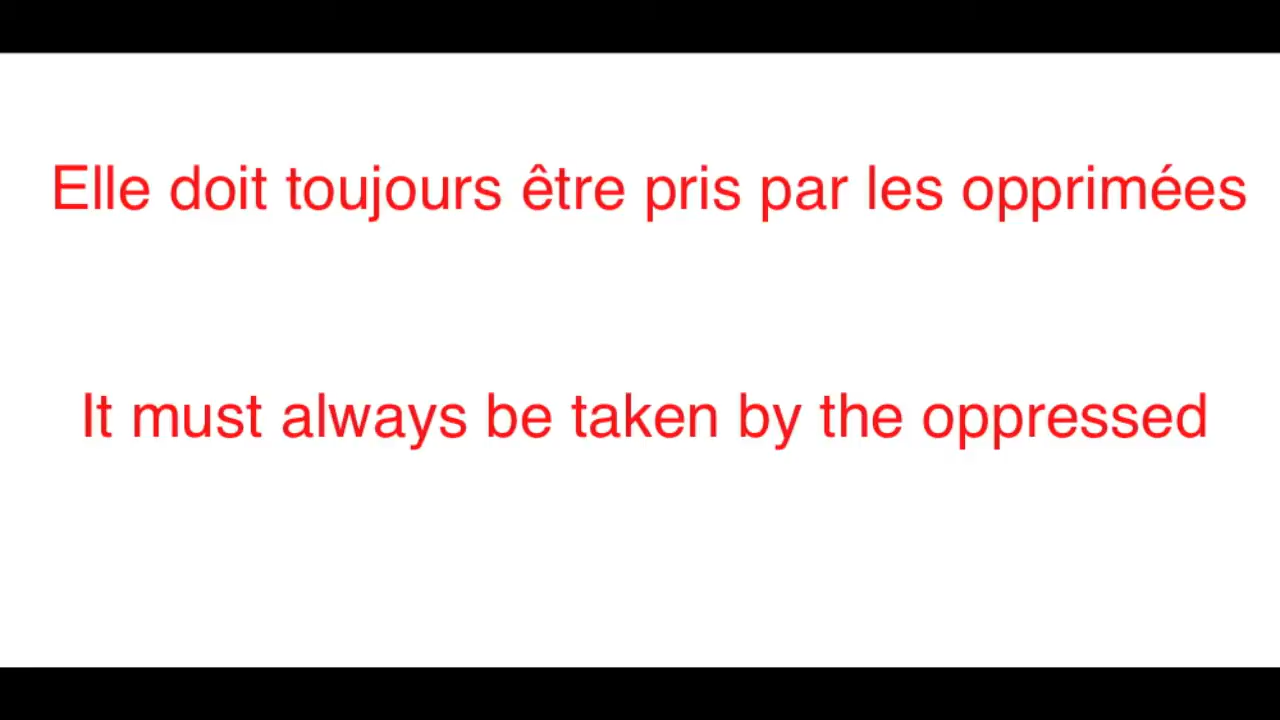 Elle doit toujours être pris par les opprimées
It must always be taken by the oppressed